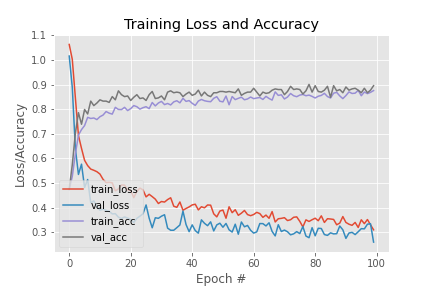 Training Loss and Accuracy
1.1
1.0
0.9
0.8
0.7
0.6
0.5
0.4
0.3
Loss/Accuracy
train_loss
val_loss
train_acc
val_acc
0 20 40 60 80 100
Epoch #